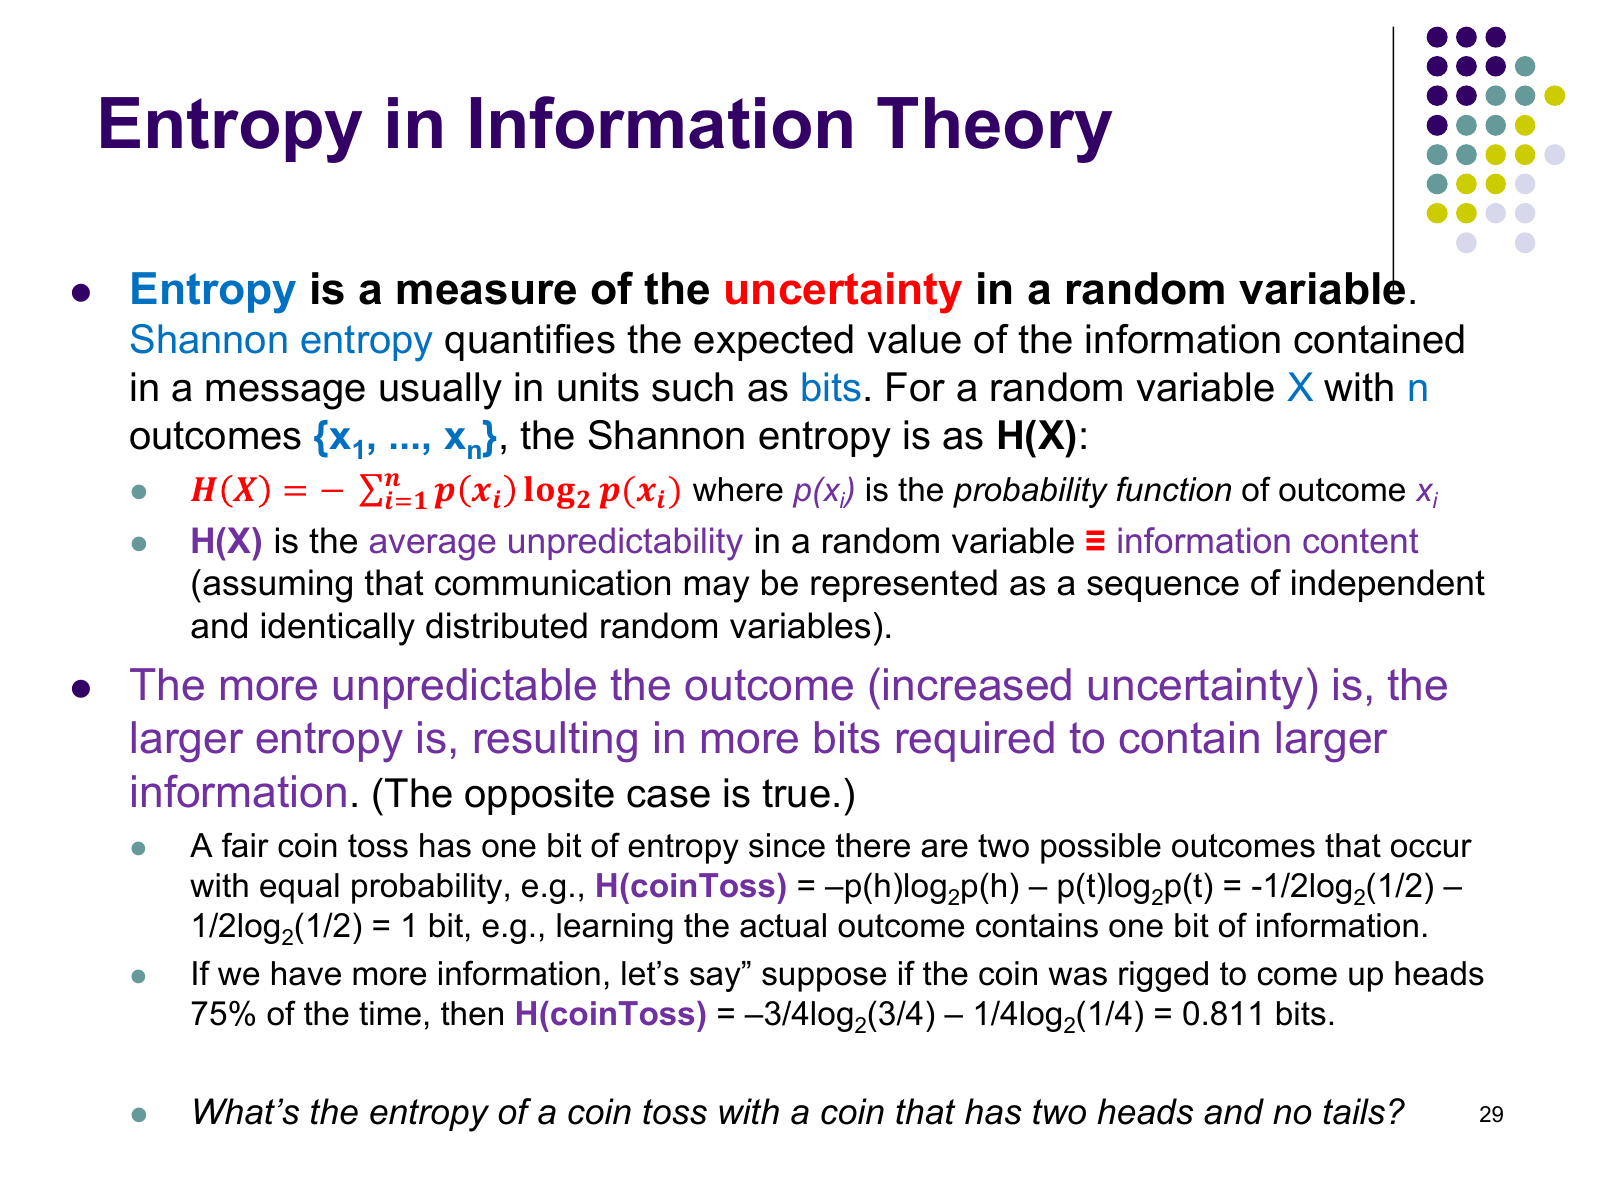 Entropy in Information Theory
● Entropy is a measure of the uncertainty in a random variable.
Shannon entropy quantifies the expected value of the information contained
in a message usually in units such as bits. For a random variable X with n
outcomes {x₁, ..., xₙ}, the Shannon entropy is as H(X):
● H(X) = − ∑ⁿᵢ₌₁ p(xᵢ) log₂ p(xᵢ) where p(xᵢ) is the probability function of outcome xᵢ
● H(X) is the average unpredictability in a random variable ≡ information content
(assuming that communication may be represented as a sequence of independent
and identically distributed random variables).
● The more unpredictable the outcome (increased uncertainty) is, the
larger entropy is, resulting in more bits required to contain larger
information. (The opposite case is true.)
● A fair coin toss has one bit of entropy since there are two possible outcomes that occur
with equal probability, e.g., H(coinToss) = –p(h)log₂p(h) – p(t)log₂p(t) = -1/2log₂(1/2) –
1/2log₂(1/2) = 1 bit, e.g., learning the actual outcome contains one bit of information.
● If we have more information, let’s say” suppose if the coin was rigged to come up heads
75% of the time, then H(coinToss) = –3/4log₂(3/4) – 1/4log₂(1/4) = 0.811 bits.
● What’s the entropy of a coin toss with a coin that has two heads and no tails?
29